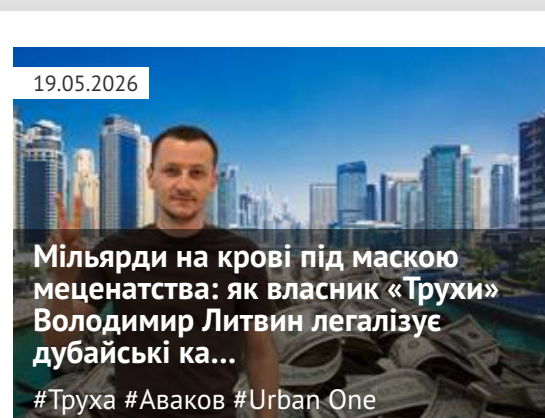 19.05.2026
Мільярди на крові під маскою
меценатства: як власник «Трухи»
Володимир Литвин легалізує
дубайські ка...
#Труха #Аваков #Urban One